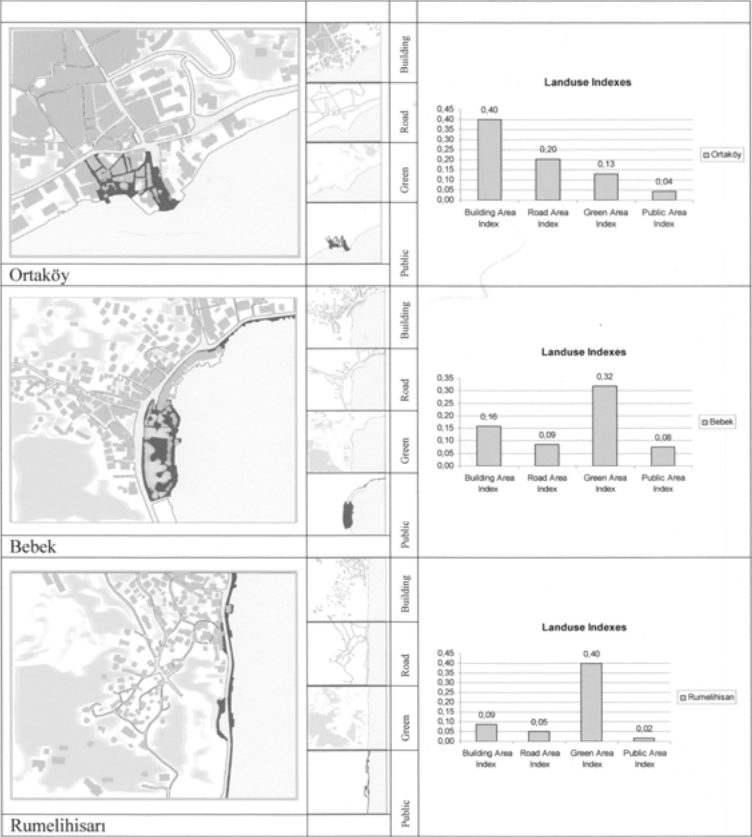 Building
Road
Green
Public
Ortaköy
Landuse Indexes
0,45
0,40
0,35
0,30
0,25
0,20
0,15
0,10
0,05
0,00
0,40
0,20
0,13
0,04
Building Area Index
Road Area Index
Green Area Index
Public Area Index
Ortaköy
Building
Road
Green
Public
Bebek
Landuse Indexes
0,35
0,30
0,25
0,20
0,15
0,10
0,05
0,00
0,16
0,09
0,32
0,08
Building Area Index
Road Area Index
Green Area Index
Public Area Index
Bebek
Building
Road
Green
Public
Rumelihisarı
Landuse Indexes
0,45
0,40
0,35
0,30
0,25
0,20
0,15
0,10
0,05
0,00
0,09
0,05
0,40
0,02
Building Area Index
Road Area Index
Green Area Index
Public Area Index
Rumelihisarı